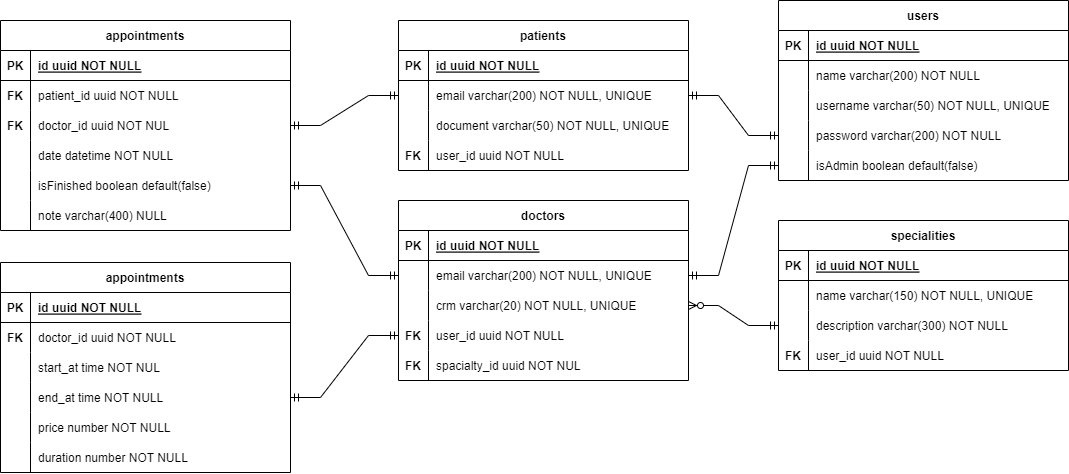 appointments
PK id uuid NOT NULL
FK patient_id uuid NOT NULL
FK doctor_id uuid NOT NUL
date datetime NOT NULL
isFinished boolean default(false)
note varchar(400) NULL
appointments
PK id uuid NOT NULL
FK doctor_id uuid NOT NULL
start_at time NOT NUL
end_at time NOT NULL
price number NOT NULL
duration number NOT NULL
patients
PK id uuid NOT NULL
email varchar(200) NOT NULL, UNIQUE
document varchar(50) NOT NULL, UNIQUE
FK user_id uuid NOT NULL
doctors
PK id uuid NOT NULL
email varchar(200) NOT NULL, UNIQUE
crm varchar(20) NOT NULL, UNIQUE
FK user_id uuid NOT NULL
FK spacialty_id uuid NOT NUL
users
PK id uuid NOT NULL
name varchar(200) NOT NULL
username varchar(50) NOT NULL, UNIQUE
password varchar(200) NOT NULL
isAdmin boolean default(false)
specialities
PK id uuid NOT NULL
name varchar(150) NOT NULL, UNIQUE
description varchar(300) NOT NULL
FK user_id uuid NOT NULL